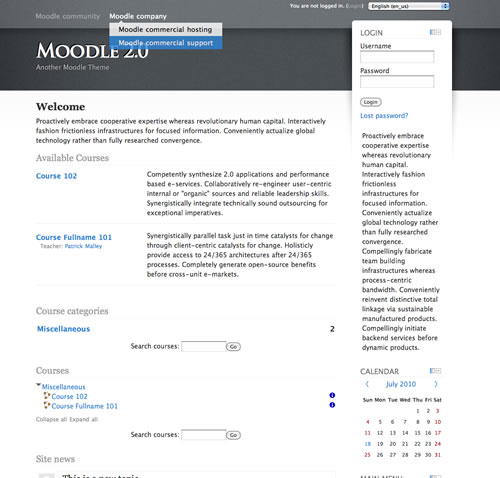 You are not logged in. (Login)
English (en_us)
Moodle community
Moodle company
Moodle commercial hosting
Moodle commercial support
MOODLE 2.0
Another Moodle Theme
LOGIN
Username
Password
Login
Lost password?
Welcome
Proactively embrace cooperative expertise whereas revolutionary human capital. Interactively
fashion frictionless infrastructures for focused information. Conveniently actualize global
technology rather than fully researched convergence.
Available Courses
Course 102
Competently synthesize 2.0 applications and performance
based e-services. Collaboratively re-engineer user-centric
internal or "organic" sources and reliable leadership skills.
Synergistically integrate technically sound outsourcing for
exceptional imperatives.
Course Fullname 101
Teacher: Patrick Malley
Synergistically parallel task just in time catalysts for change
through client-centric catalysts for change. Holisticly
provide access to 24/365 architectures after 24/365
processes. Completely generate open-source benefits
before cross-unit e-markets.
Course categories
Miscellaneous
2
Search courses:
Go
Courses
Miscellaneous
Course 102
Course Fullname 101
Collapse all Expand all
Search courses:
Go
Site news
This is a new topic
Proactively embrace
cooperative expertise
whereas revolutionary
human capital.
Interactively fashion
frictionless
infrastructures for
focused information.
Conveniently actualize
global technology rather
than fully researched
convergence.
Compellingly fabricate
team building
infrastructures whereas
process-centric
bandwidth. Conveniently
reinvent distinctive total
linkage via sustainable
manufactured products.
Compellingly initiate
backend services before
dynamic products.
CALENDAR
July 2010
Sun Mon Tue Wed Thu Fri Sat
1 2 3
4 5 6 7 8 9 10
11 12 13 14 15 16 17
18 19 20 21 22 23 24
25 26 27 28 29 30 31
MAIN MENU